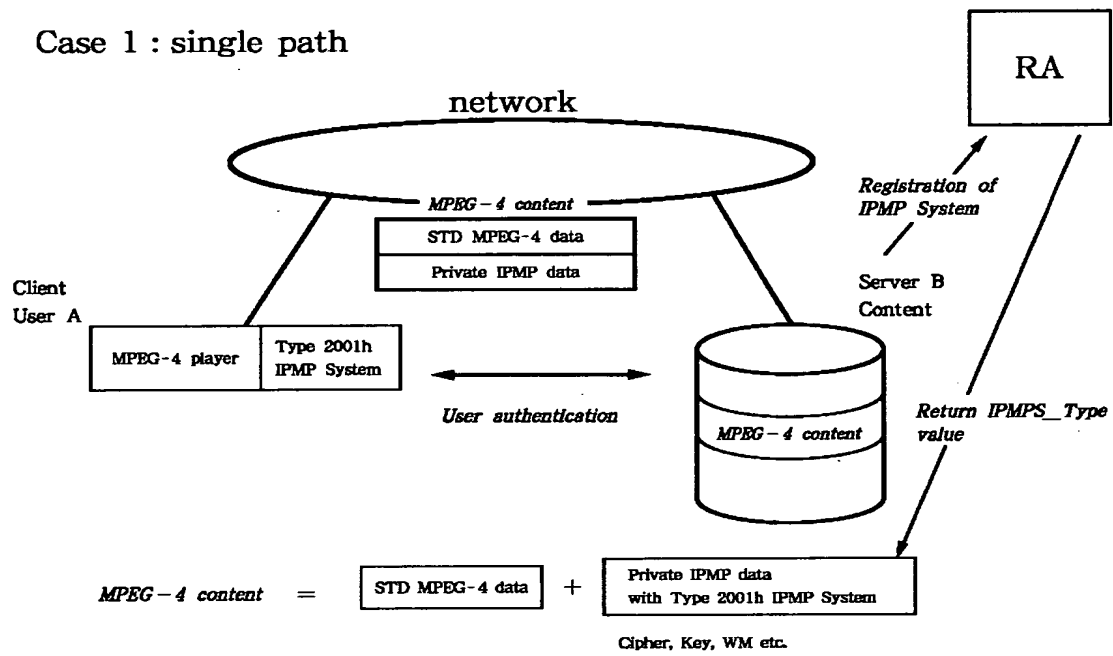 Case 1 : single path
RA
network
MPEG-4 content
STD MPEG-4 data
Private IPMP data
Registration of
IPMP System
Client
User A
MPEG-4 player
Type 2001h
IPMP System
User authentication
Server B
Content
MPEG-4 content
Return IPMPS_Type
value
MPEG-4 content = STD MPEG-4 data + Private IPMP data
with Type 2001h IPMP System
Cipher, Key, WM etc.